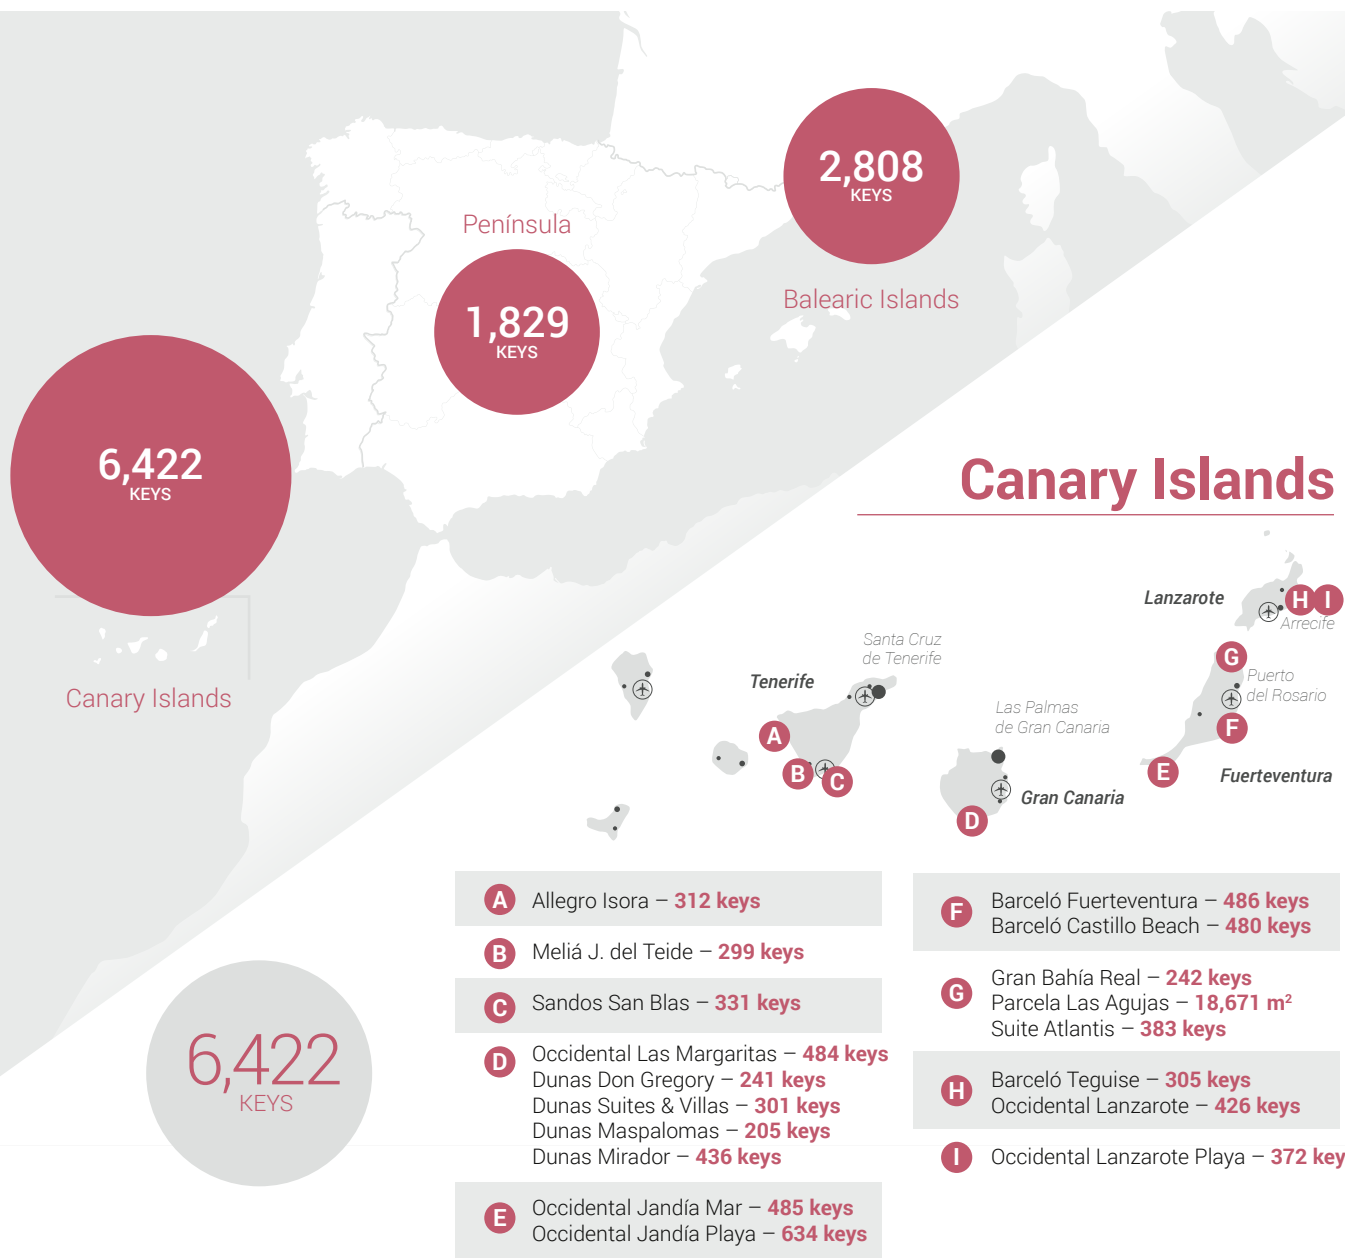 2,808
KEYS
Balearic Islands
Península
1,829
KEYS
6,422
KEYS
Canary Islands
Canary Islands
Lanzarote
H I
Arrecife
Santa Cruz
de Tenerife
Tenerife
G
Puerto
del Rosario
Las Palmas
de Gran Canaria
A
F
B
C
E
Fuerteventura
Gran Canaria
D
6,422
KEYS
A Allegro Isora – 312 keys
B Meliá J. del Teide – 299 keys
C Sandos San Blas – 331 keys
D Occidental Las Margaritas – 484 keys
Dunas Don Gregory – 241 keys
Dunas Suites & Villas – 301 keys
Dunas Maspalomas – 205 keys
Dunas Mirador – 436 keys
E Occidental Jandía Mar – 485 keys
Occidental Jandía Playa – 634 keys
F Barceló Fuerteventura – 486 keys
Barceló Castillo Beach – 480 keys
G Gran Bahía Real – 242 keys
Parcela Las Agujas – 18,671 m²
Suite Atlantis – 383 keys
H Barceló Teguise – 305 keys
Occidental Lanzarote – 426 keys
I Occidental Lanzarote Playa – 372 key